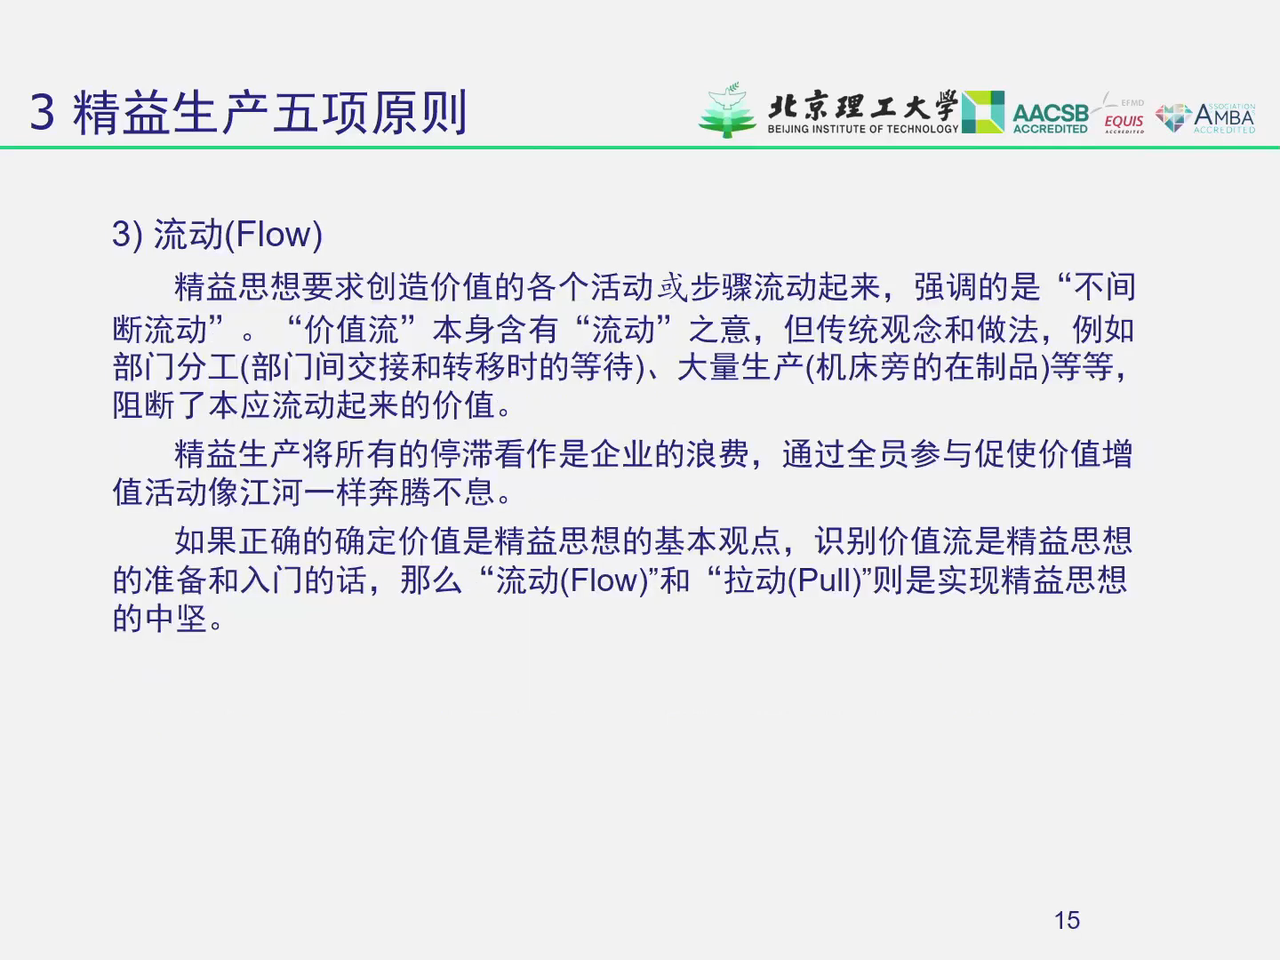 3 精益生产五项原则
北京理工大学
BEIJING INSTITUTE OF TECHNOLOGY
AACSB
ACCREDITED
EFMD
EQUIS
ACCREDITED
ASSOCIATION
AMBA
ACCREDITED
3) 流动(Flow)
精益思想要求创造价值的各个活动或步骤流动起来，强调的是“不间
断流动”。“价值流”本身含有“流动”之意，但传统观念和做法，例如
部门分工(部门间交接和转移时的等待)、大量生产(机床旁的在制品)等等，
阻断了本应流动起来的价值。
精益生产将所有的停滞看作是企业的浪费，通过全员参与促使价值增
值活动像江河一样奔腾不息。
如果正确的确定价值是精益思想的基本观点，识别价值流是精益思想
的准备和入门的话，那么“流动(Flow)”和“拉动(Pull)”则是实现精益思想
的中坚。
15